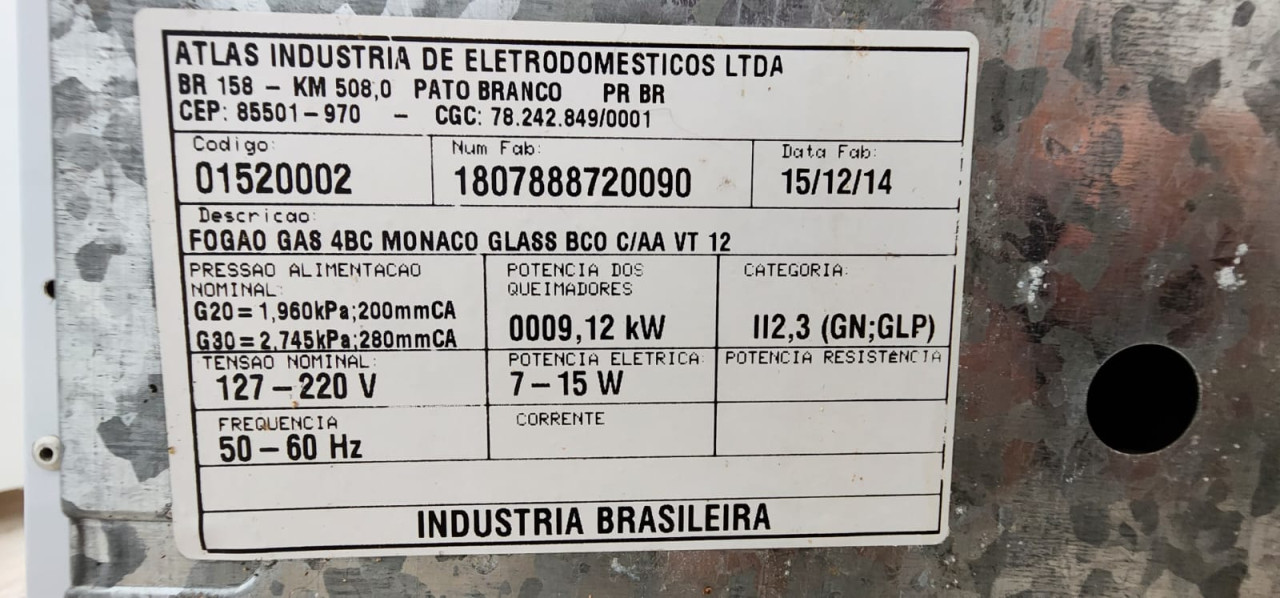 ATLAS INDUSTRIA DE ELETRODOMESTICOS LTDA
BR 158 - KM 508,0 PATO BRANCO PR BR
CEP: 85501-970 - CGC: 78.242.849/0001
Codigo: Num Fab: Data Fab:
01520002 1807888720090 15/12/14
Descricao:
FOGAO GAS 4BC MONACO GLASS BCO C/AA VT 12
PRESSAO ALIMENTACAO POTENCIA DOS CATEGORIA:
NOMINAL: QUEIMADORES
G20=1,960kPa;200mmCA 0009,12 kW II2,3 (GN;GLP)
G30=2,745kPa;280mmCA
TENSAO NOMINAL: POTENCIA ELETRICA: POTENCIA RESISTÊNCIA
127-220 V 7-15 W
FREQUENCIA CORRENTE
50-60 Hz
INDUSTRIA BRASILEIRA